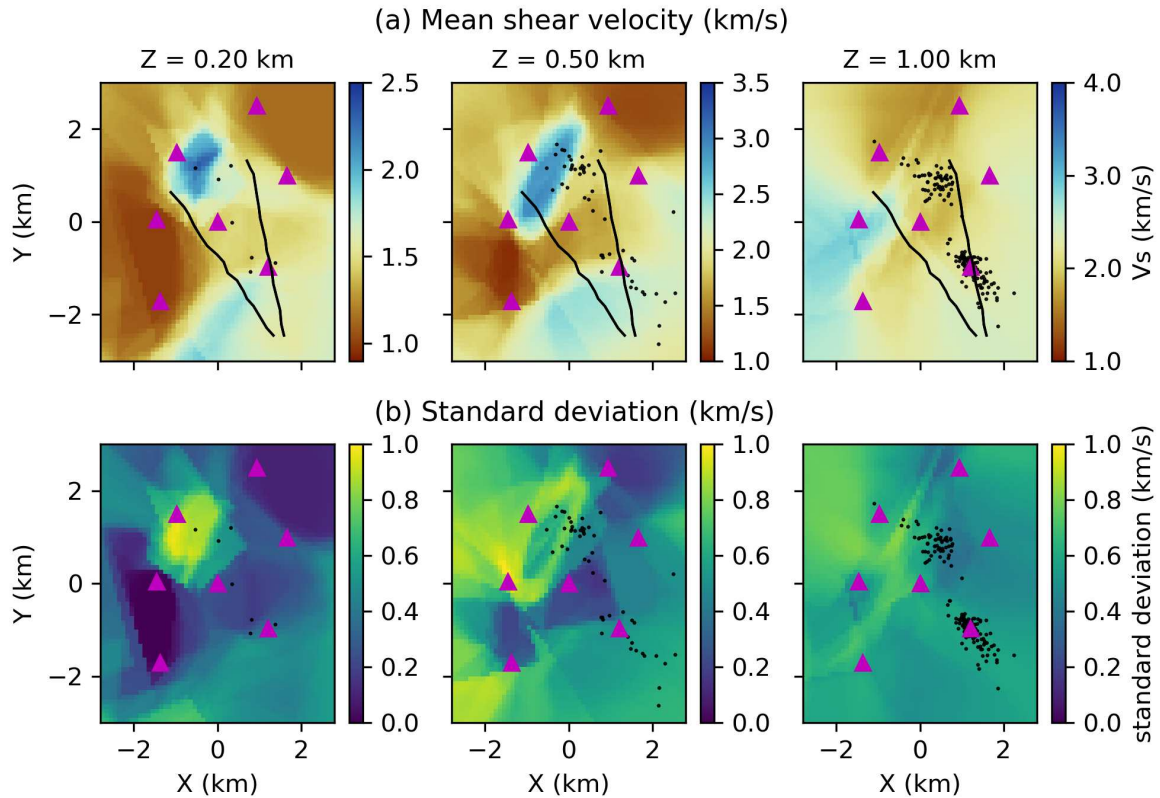 (a) Mean shear velocity (km/s)
Z = 0.20 km
Z = 0.50 km
Z = 1.00 km
Y (km)
2
0
−2
2.5
2.0
1.5
1.0
3.5
3.0
2.5
2.0
1.5
1.0
4.0
3.0
2.0
1.0
Vs (km/s)
(b) Standard deviation (km/s)
Y (km)
2
0
−2
1.0
0.8
0.6
0.4
0.2
0.0
1.0
0.8
0.6
0.4
0.2
0.0
1.0
0.8
0.6
0.4
0.2
0.0
standard deviation (km/s)
−2 0 2
−2 0 2
−2 0 2
X (km)
X (km)
X (km)